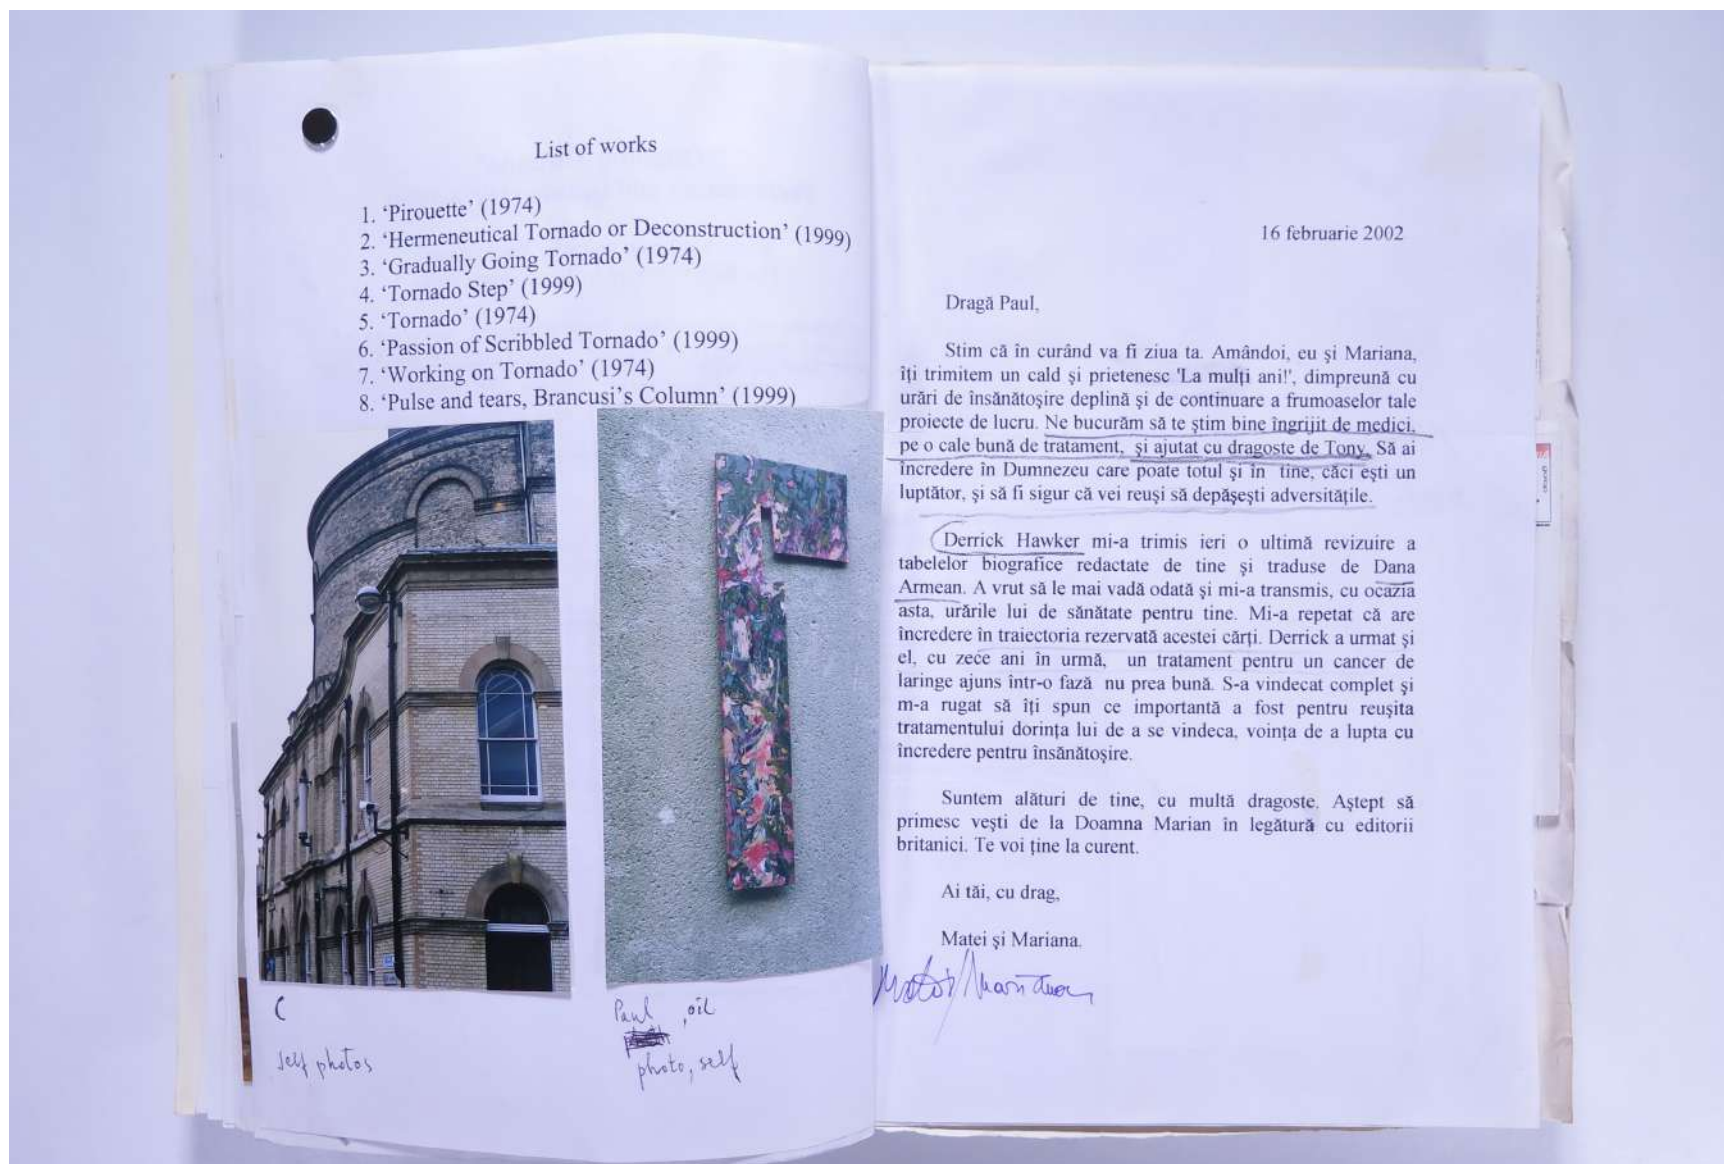 List of works
1. ‘Pirouette’ (1974)
2. ‘Hermeneutical Tornado or Deconstruction’ (1999)
3. ‘Gradually Going Tornado’ (1974)
4. ‘Tornado Step’ (1999)
5. ‘Tornado’ (1974)
6. ‘Passion of Scribbled Tornado’ (1999)
7. ‘Working on Tornado’ (1974)
8. ‘Pulse and tears, Brancusi’s Column’ (1999)
C
self photos
Paul , oil
photo, self
16 februarie 2002
Dragă Paul,
Stim că în curând va fi ziua ta. Amândoi, eu şi Mariana,
îţi trimitem un cald şi prietenesc 'La mulţi ani!', dimpreună cu
urări de însănătoşire deplină şi de continuare a frumoaselor tale
proiecte de lucru. Ne bucurăm să te ştim bine îngrijit de medici,
pe o cale bună de tratament, şi ajutat cu dragoste de Tony. Să ai
încredere în Dumnezeu care poate totul şi în tine, căci eşti un
luptător, şi să fi sigur că vei reuşi să depăşeşti adversităţile.
Derrick Hawker mi-a trimis ieri o ultimă revizuire a
tabelelor biografice redactate de tine şi traduse de Dana
Armean. A vrut să le mai vadă odată şi mi-a transmis, cu ocazia
asta, urările lui de sănătate pentru tine. Mi-a repetat că are
încredere în traiectoria rezervată acestei cărţi. Derrick a urmat şi
el, cu zece ani în urmă, un tratament pentru un cancer de
laringe ajuns într-o fază nu prea bună. S-a vindecat complet şi
m-a rugat să îţi spun ce importantă a fost pentru reuşita
tratamentului dorinţa lui de a se vindeca, voinţa de a lupta cu
încredere pentru însănătoşire.
Suntem alături de tine, cu multă dragoste. Aştept să
primesc veşti de la Doamna Marian în legătură cu editorii
britanici. Te voi ţine la curent.
Ai tăi, cu drag,
Matei şi Mariana.